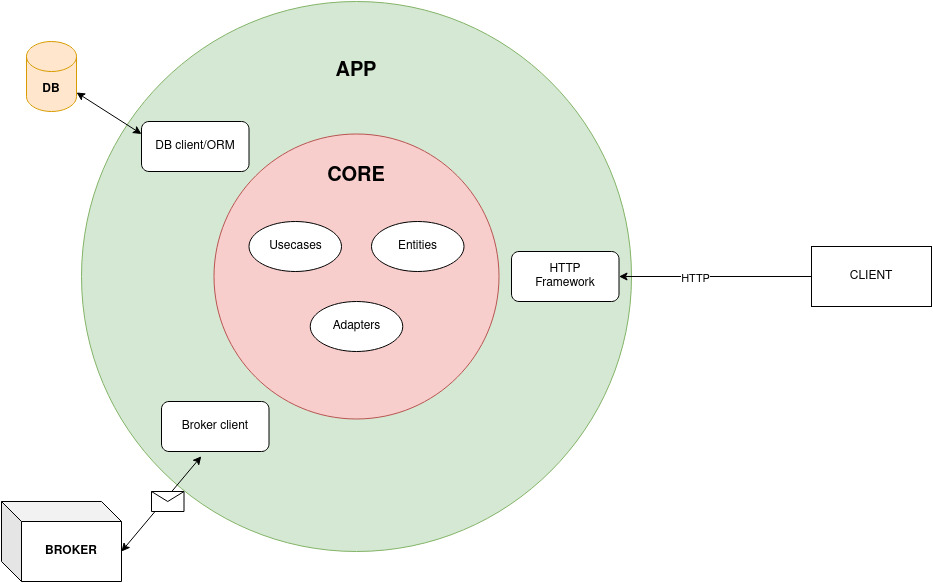 APP
DB
DB client/ORM
CORE
Usecases
Entities
HTTP
Framework
HTTP
CLIENT
Adapters
Broker client
BROKER